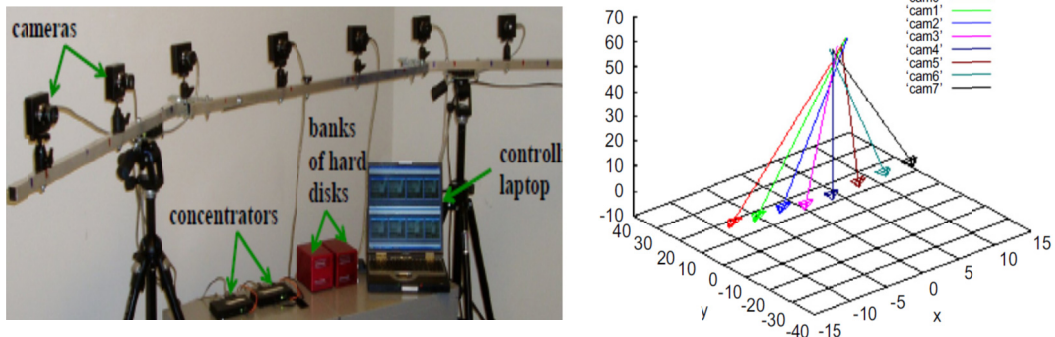 cameras
banks
of hard
disks
controll
laptop
concentrators
'cam1'
'cam2'
'cam3'
'cam4'
'cam5'
'cam6'
'cam7'
70
60
50
40
30
20
10
0
-10
40
30
20
10
0
-10
-20
-30
-40
y
-15
-10
-5
0
5
10
15
x